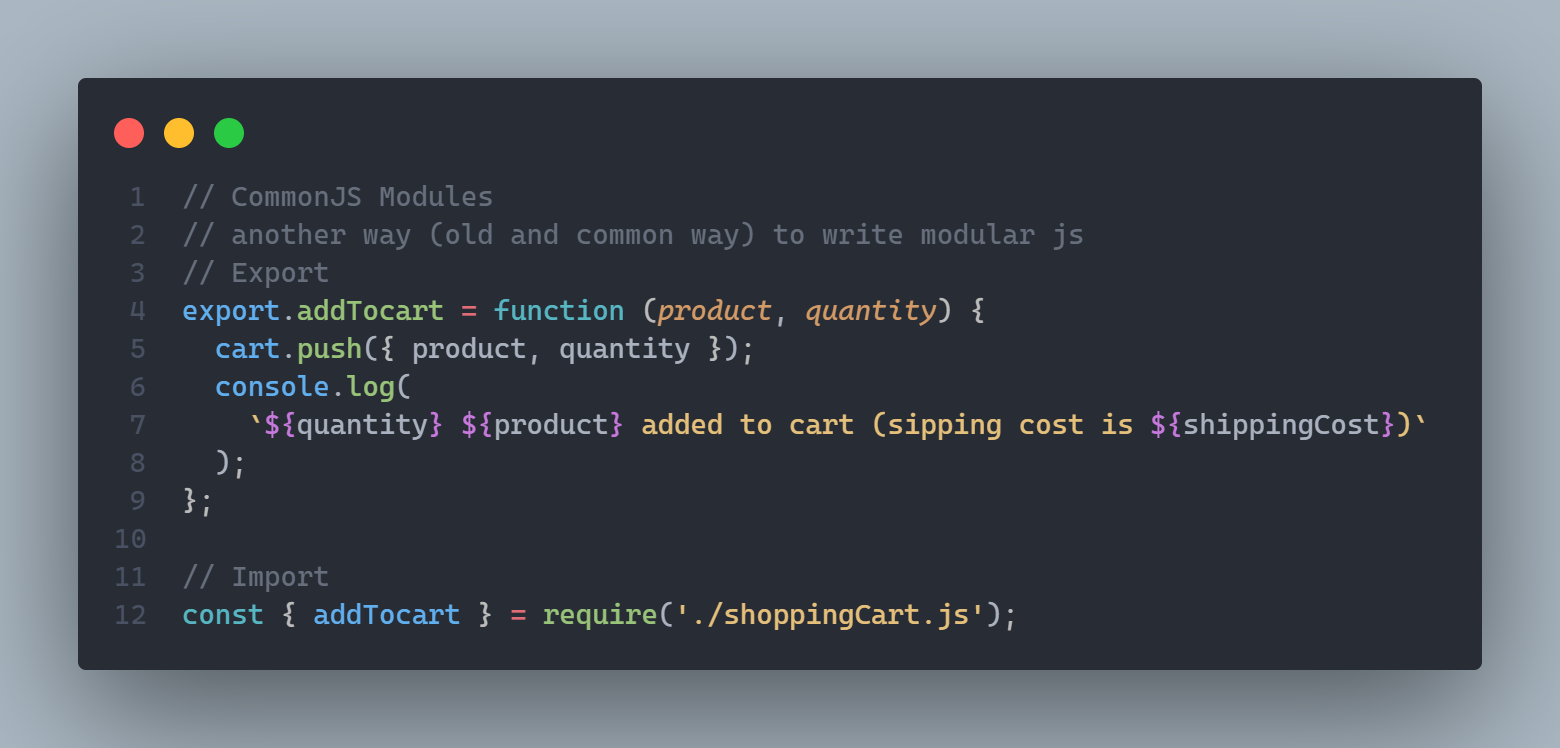 1 // CommonJS Modules
2 // another way (old and common way) to write modular js
3 // Export
4 export.addTocart = function (product, quantity) {
5   cart.push({ product, quantity });
6   console.log(
7     `${quantity} ${product} added to cart (sipping cost is ${shippingCost})`
8   );
9 };
10
11 // Import
12 const { addTocart } = require('./shoppingCart.js');